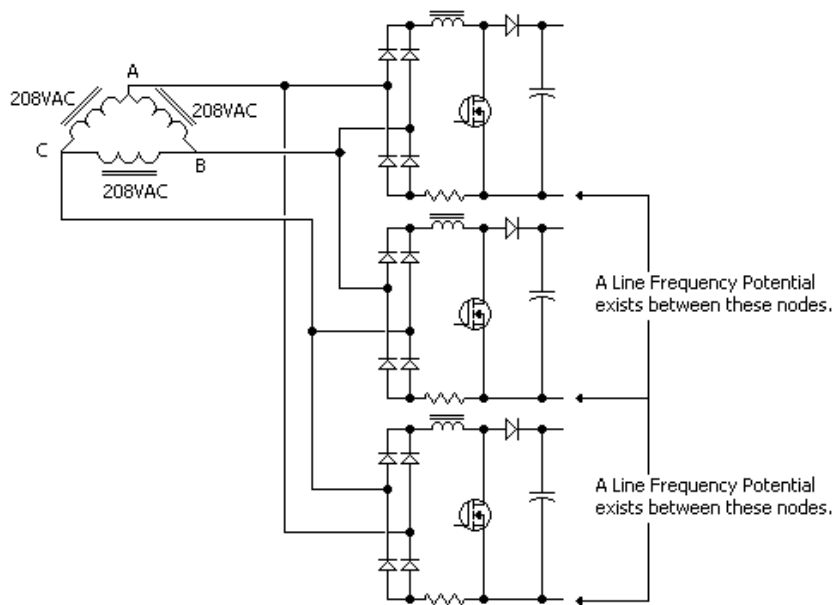 A
208VAC
208VAC
C
B
208VAC
A Line Frequency Potential
exists between these nodes.
A Line Frequency Potential
exists between these nodes.